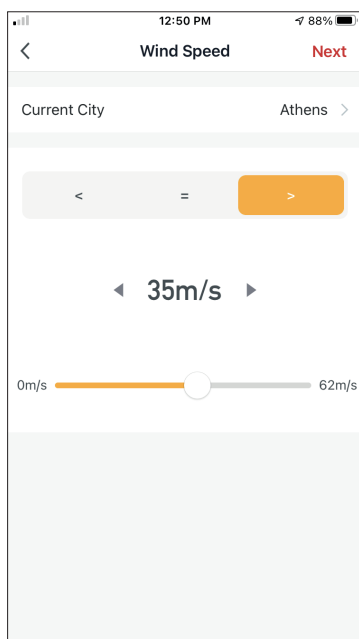 12:50 PM 88%
Wind Speed Next
Current City Athens >
< = >
35m/s
0m/s 62m/s